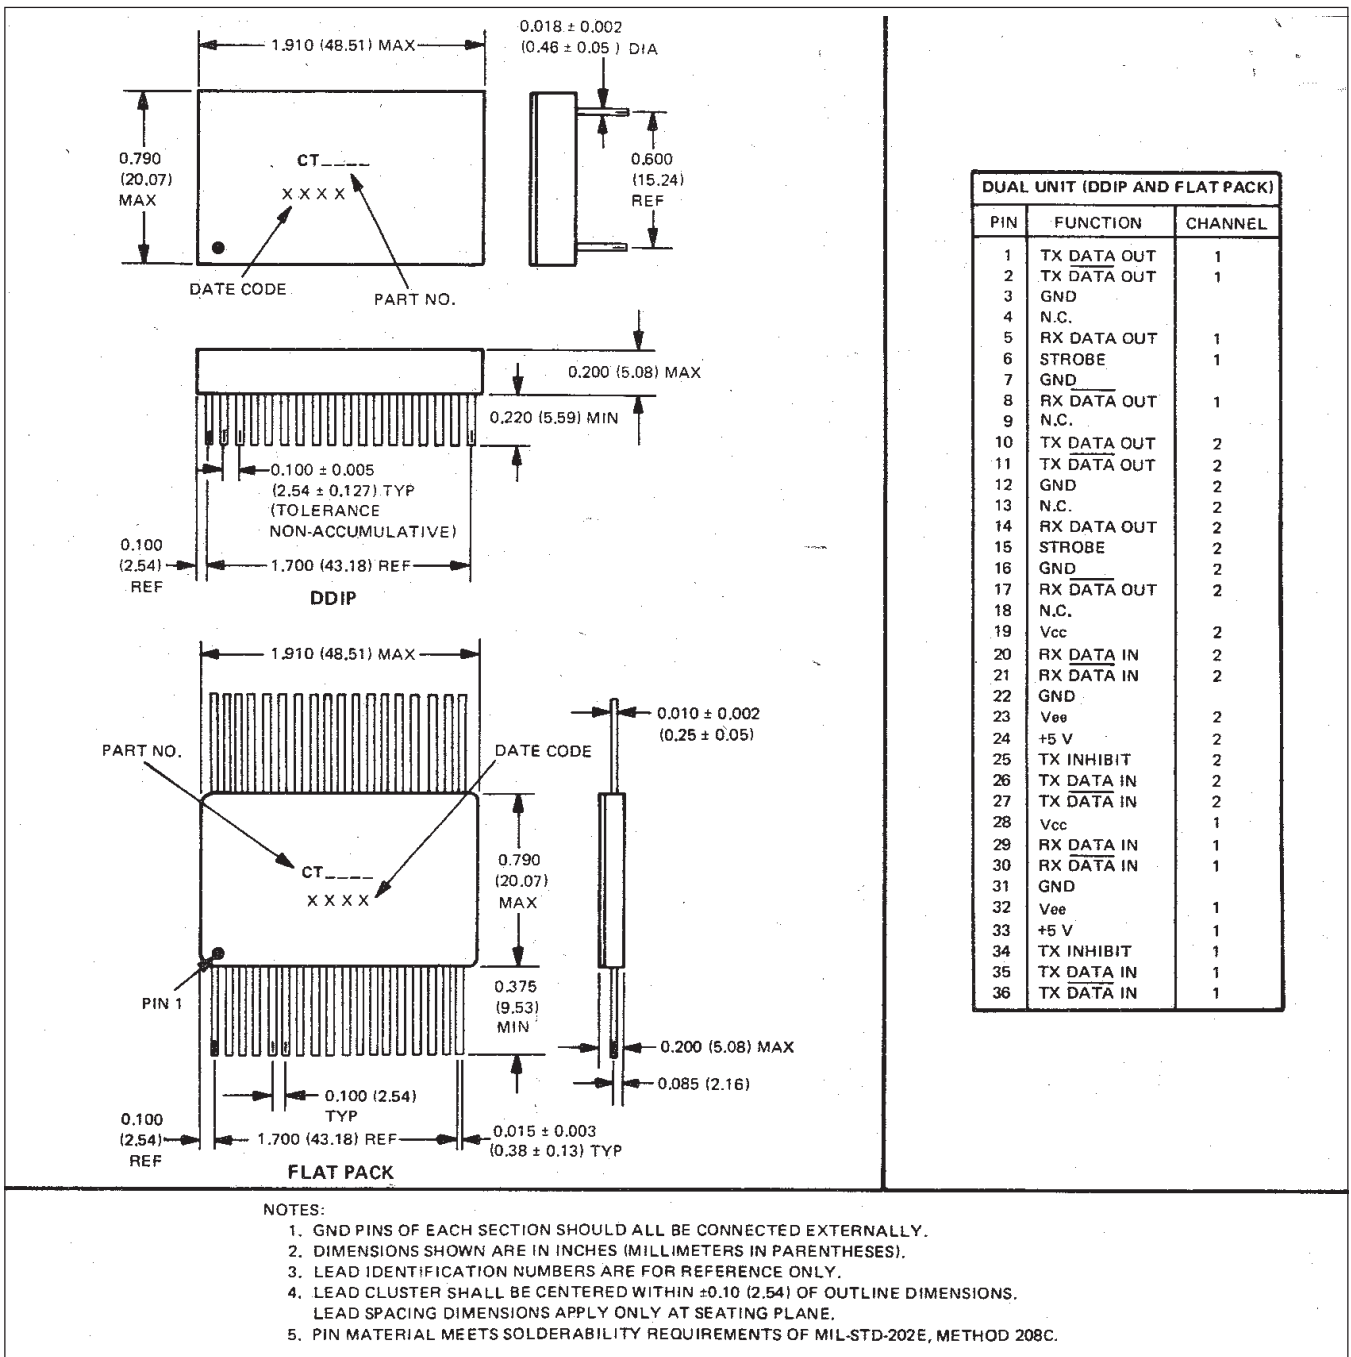 1.910 (48.51) MAX
0.018 ± 0.002
(0.46 ± 0.05 ) DIA
0.790
(20.07)
MAX
CT____
X X X X
0.600
(15.24)
REF
DATE CODE
PART NO.
0.200 (5.08) MAX
0.220 (5.59) MIN
0.100 ± 0.005
(2.54 ± 0.127) TYP
(TOLERANCE
NON-ACCUMULATIVE)
0.100
(2.54)
REF
1.700 (43.18) REF
DDIP
1.910 (48.51) MAX
0.010 ± 0.002
(0.25 ± 0.05)
PART NO.
DATE CODE
CT____
X X X X
0.790
(20.07)
MAX
PIN 1
0.375
(9.53)
MIN
0.200 (5.08) MAX
0.085 (2.16)
0.100 (2.54)
TYP
0.100
(2.54)
REF
1.700 (43.18) REF
0.015 ± 0.003
(0.38 ± 0.13) TYP
FLAT PACK
DUAL UNIT (DDIP AND FLAT PACK)
PIN FUNCTION CHANNEL
1 TX DATA OUT 1
2 TX D̅A̅T̅A̅ OUT 1
3 GND
4 N.C.
5 RX DATA OUT 1
6 STROBE 1
7 GND
8 RX D̅A̅T̅A̅ OUT 1
9 N.C.
10 TX DATA OUT 2
11 TX D̅A̅T̅A̅ OUT 2
12 GND 2
13 N.C. 2
14 RX DATA OUT 2
15 STROBE 2
16 GND 2
17 RX D̅A̅T̅A̅ OUT 2
18 N.C.
19 Vcc 2
20 RX DATA IN 2
21 RX D̅A̅T̅A̅ IN 2
22 GND
23 Vee 2
24 +5 V 2
25 TX INHIBIT 2
26 TX DATA IN 2
27 TX D̅A̅T̅A̅ IN 2
28 Vcc 1
29 RX DATA IN 1
30 RX D̅A̅T̅A̅ IN 1
31 GND
32 Vee 1
33 +5 V 1
34 TX INHIBIT 1
35 TX DATA IN 1
36 TX D̅A̅T̅A̅ IN 1
NOTES:
1. GND PINS OF EACH SECTION SHOULD ALL BE CONNECTED EXTERNALLY.
2. DIMENSIONS SHOWN ARE IN INCHES (MILLIMETERS IN PARENTHESES).
3. LEAD IDENTIFICATION NUMBERS ARE FOR REFERENCE ONLY.
4. LEAD CLUSTER SHALL BE CENTERED WITHIN ±0.10 (2.54) OF OUTLINE DIMENSIONS.
LEAD SPACING DIMENSIONS APPLY ONLY AT SEATING PLANE.
5. PIN MATERIAL MEETS SOLDERABILITY REQUIREMENTS OF MIL-STD-202E, METHOD 208C.